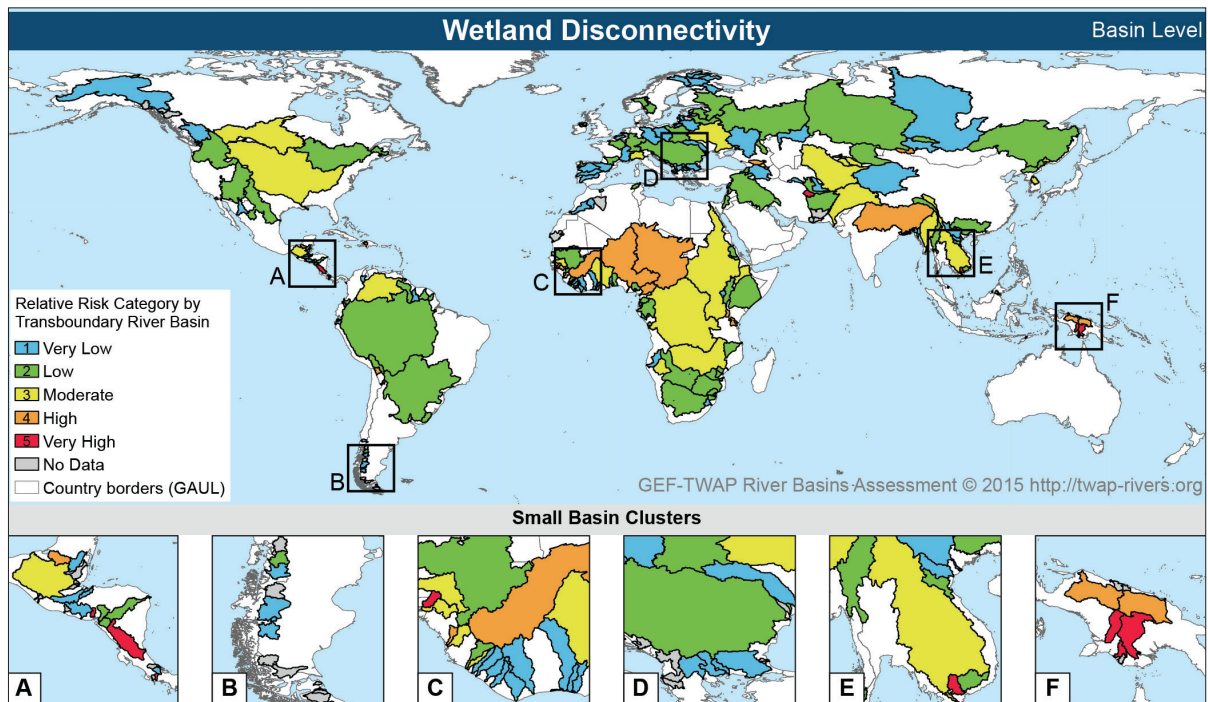 Wetland Disconnectivity
Basin Level
A
B
C
D
E
F
Relative Risk Category by
Transboundary River Basin
1 Very Low
2 Low
3 Moderate
4 High
5 Very High
No Data
Country borders (GAUL)
GEF-TWAP River Basins Assessment © 2015 http://twap-rivers.org
Small Basin Clusters
A
B
C
D
E
F